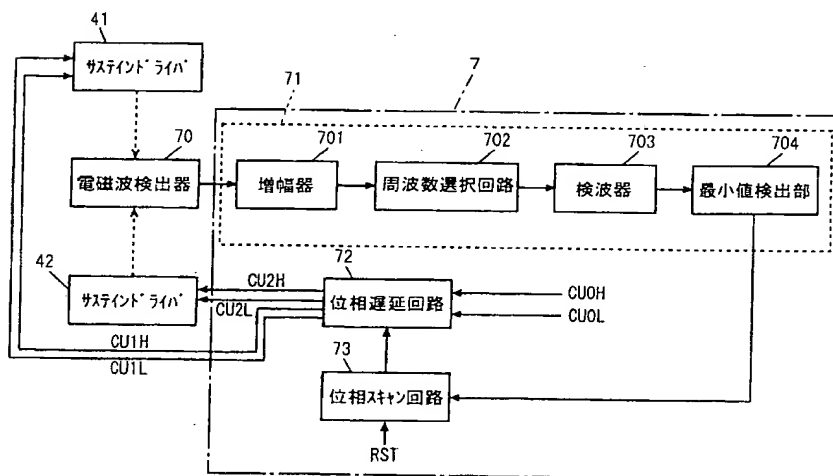 41
サステインドライバ
7
71
70
701
702
703
704
電磁波検出器
増幅器
周波数選択回路
検波器
最小値検出部
42
サステインドライバ
CU2H
CU2L
72
位相遅延回路
CU0H
CU0L
CU1H
CU1L
73
位相スキャン回路
RST